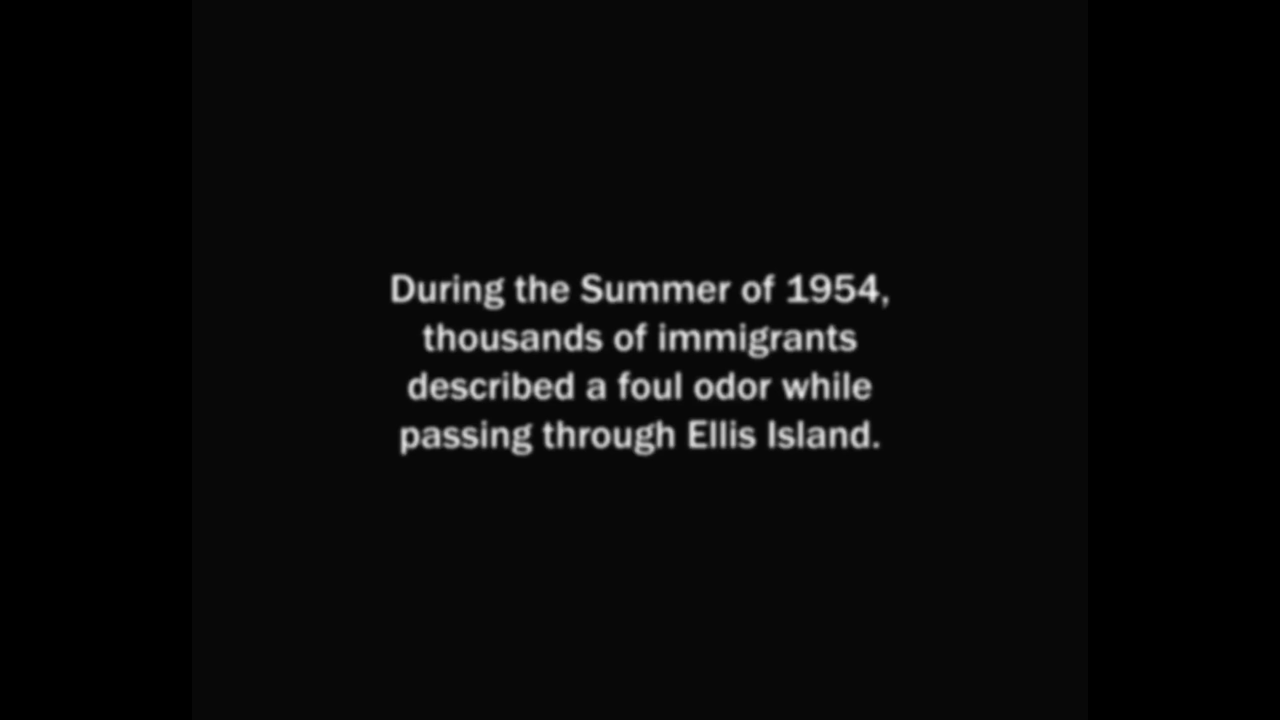 During the Summer of 1954,
thousands of immigrants
described a foul odor while
passing through Ellis Island.